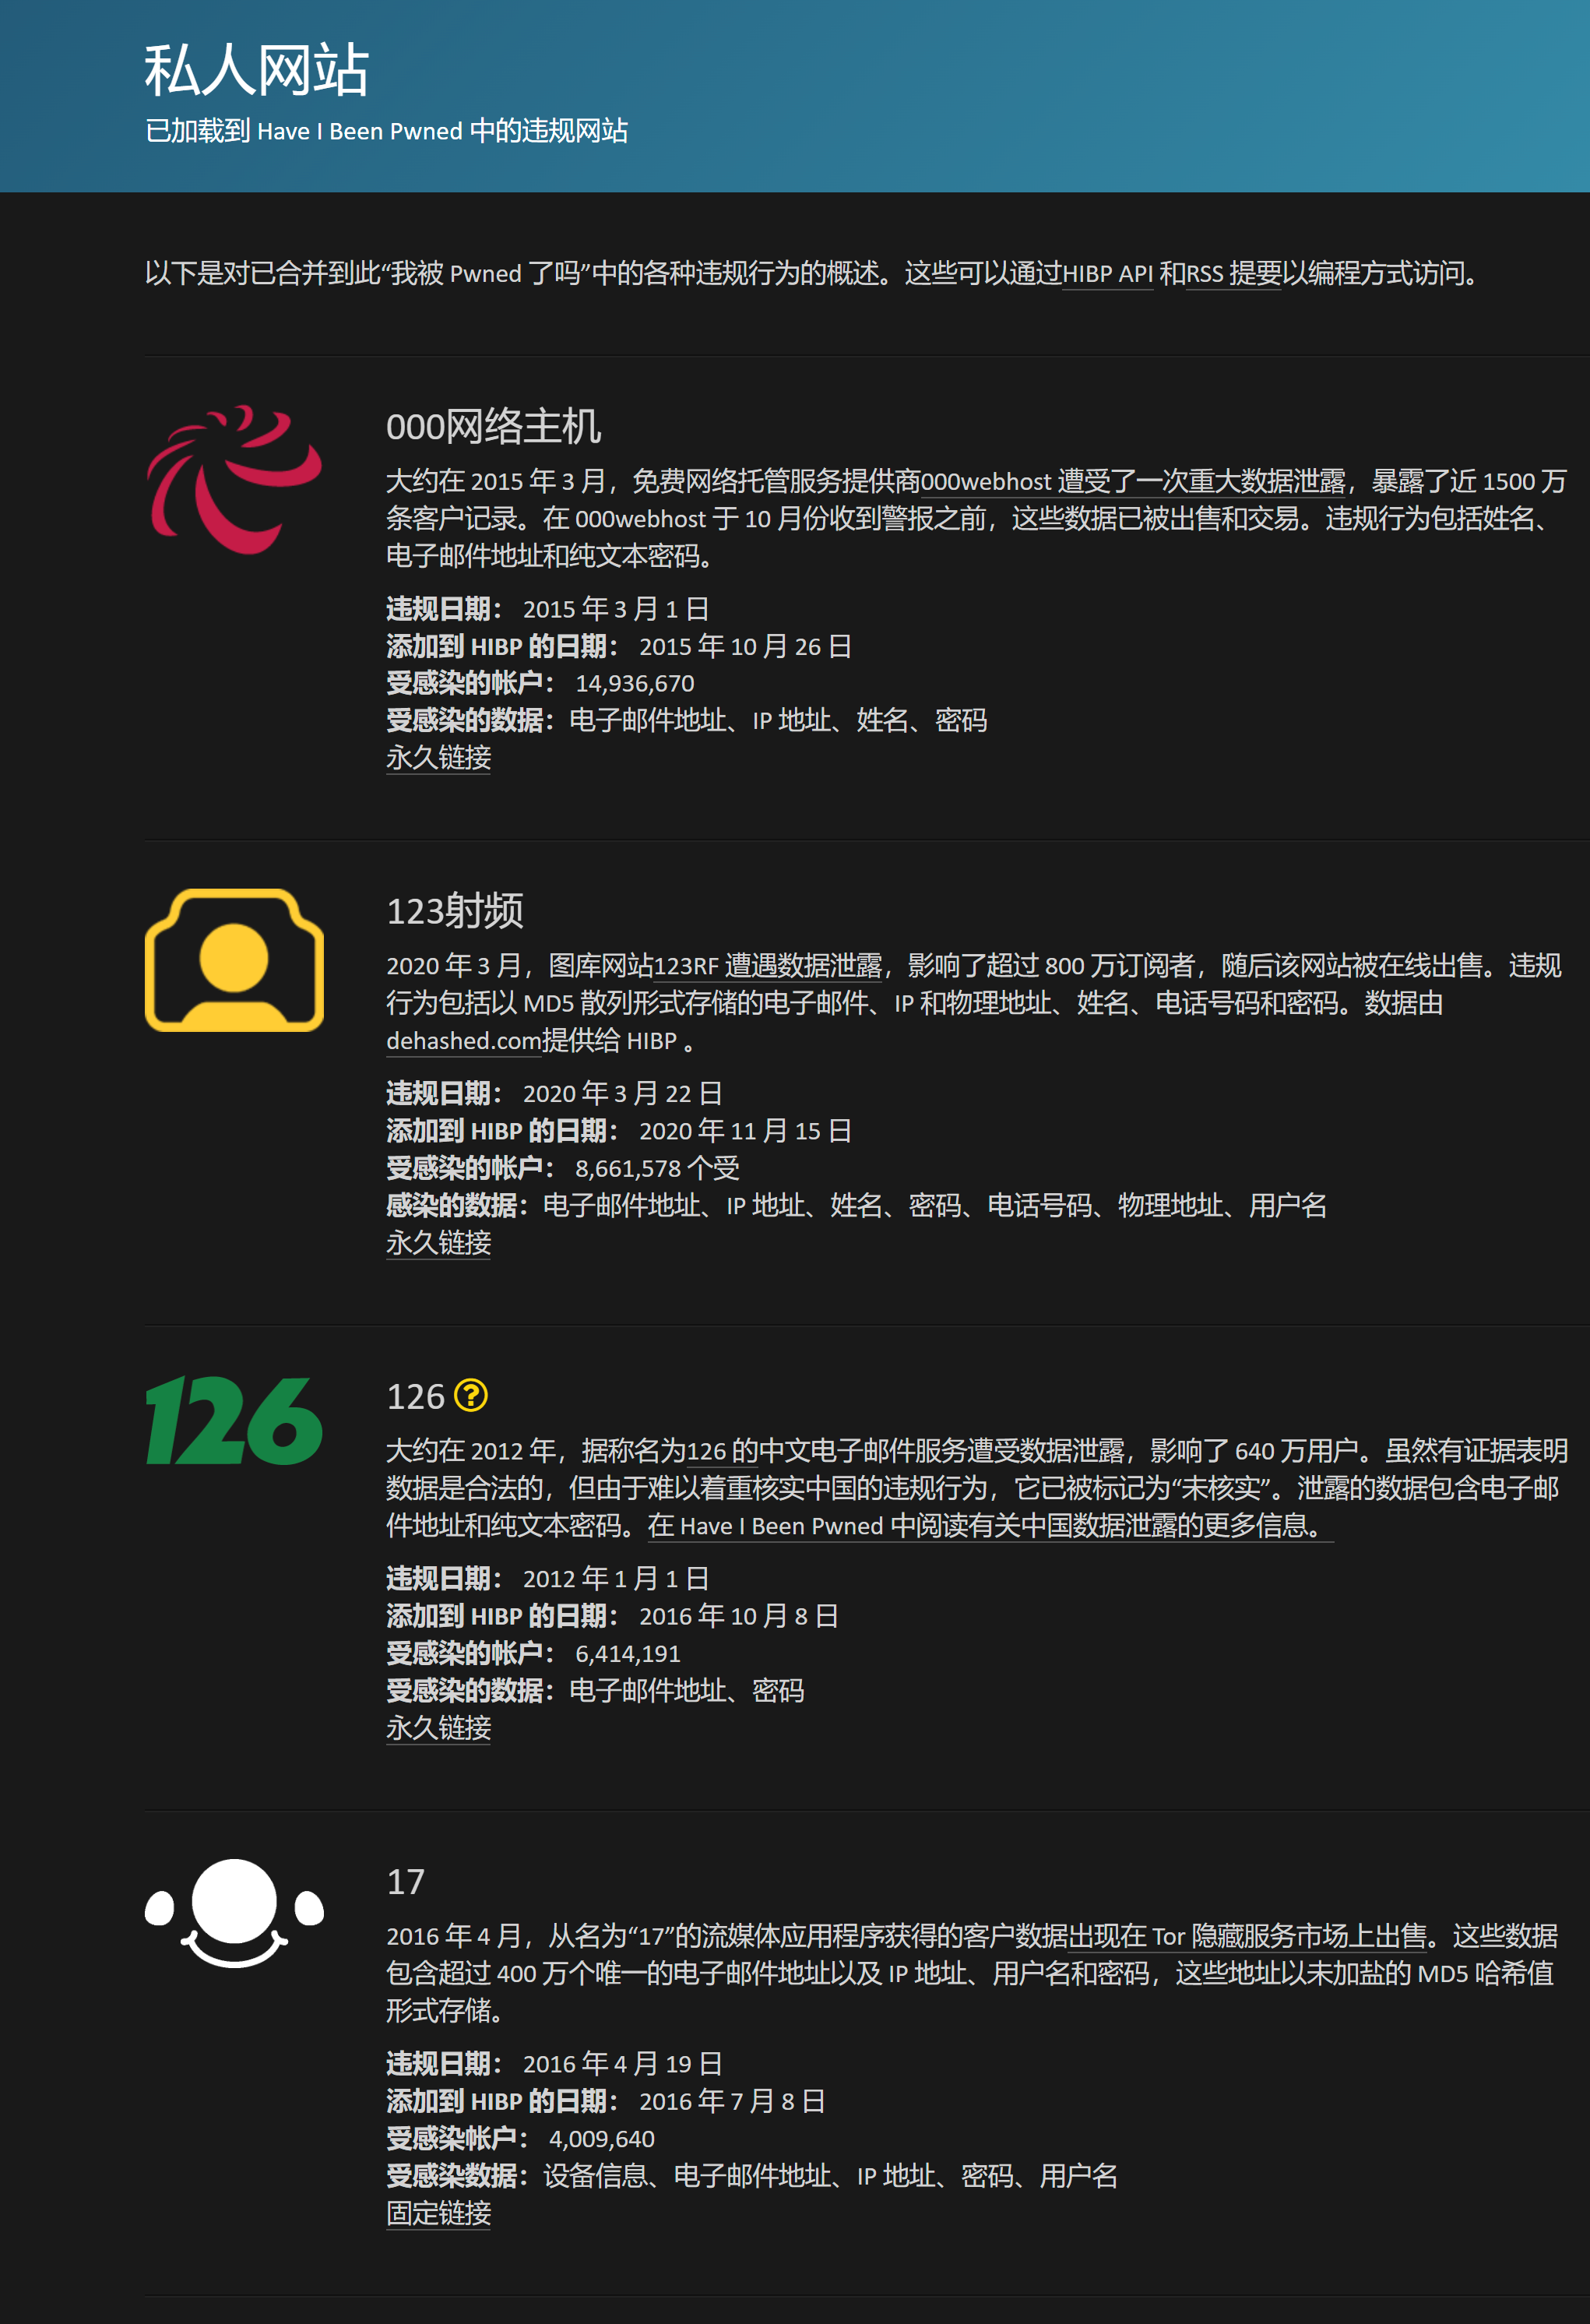 私人网站
已加载到 Have I Been Pwned 中的违规网站
以下是对已合并到此“我被 Pwned 了吗”中的各种违规行为的概述。这些可以通过HIBP API 和RSS 提要以编程方式访问。
000网络主机
大约在 2015 年 3 月，免费网络托管服务提供商000webhost 遭受了一次重大数据泄露，暴露了近 1500 万
条客户记录。在 000webhost 于 10 月份收到警报之前，这些数据已被出售和交易。违规行为包括姓名、
电子邮件地址和纯文本密码。
违规日期： 2015 年 3 月 1 日
添加到 HIBP 的日期： 2015 年 10 月 26 日
受感染的帐户： 14,936,670
受感染的数据：电子邮件地址、IP 地址、姓名、密码
永久链接
123射频
2020 年 3 月，图库网站123RF 遭遇数据泄露，影响了超过 800 万订阅者，随后该网站被在线出售。违规
行为包括以 MD5 散列形式存储的电子邮件、IP 和物理地址、姓名、电话号码和密码。数据由
dehashed.com提供给 HIBP 。
违规日期： 2020 年 3 月 22 日
添加到 HIBP 的日期： 2020 年 11 月 15 日
受感染的帐户： 8,661,578 个受
感染的数据：电子邮件地址、IP 地址、姓名、密码、电话号码、物理地址、用户名
永久链接
126
126
大约在 2012 年，据称名为126 的中文电子邮件服务遭受数据泄露，影响了 640 万用户。虽然有证据表明
数据是合法的，但由于难以着重核实中国的违规行为，它已被标记为“未核实”。泄露的数据包含电子邮
件地址和纯文本密码。在 Have I Been Pwned 中阅读有关中国数据泄露的更多信息。
违规日期： 2012 年 1 月 1 日
添加到 HIBP 的日期： 2016 年 10 月 8 日
受感染的帐户： 6,414,191
受感染的数据：电子邮件地址、密码
永久链接
17
2016 年 4 月，从名为“17”的流媒体应用程序获得的客户数据出现在 Tor 隐藏服务市场上出售。这些数据
包含超过 400 万个唯一的电子邮件地址以及 IP 地址、用户名和密码，这些地址以未加盐的 MD5 哈希值
形式存储。
违规日期： 2016 年 4 月 19 日
添加到 HIBP 的日期： 2016 年 7 月 8 日
受感染帐户： 4,009,640
受感染数据：设备信息、电子邮件地址、IP 地址、密码、用户名
固定链接